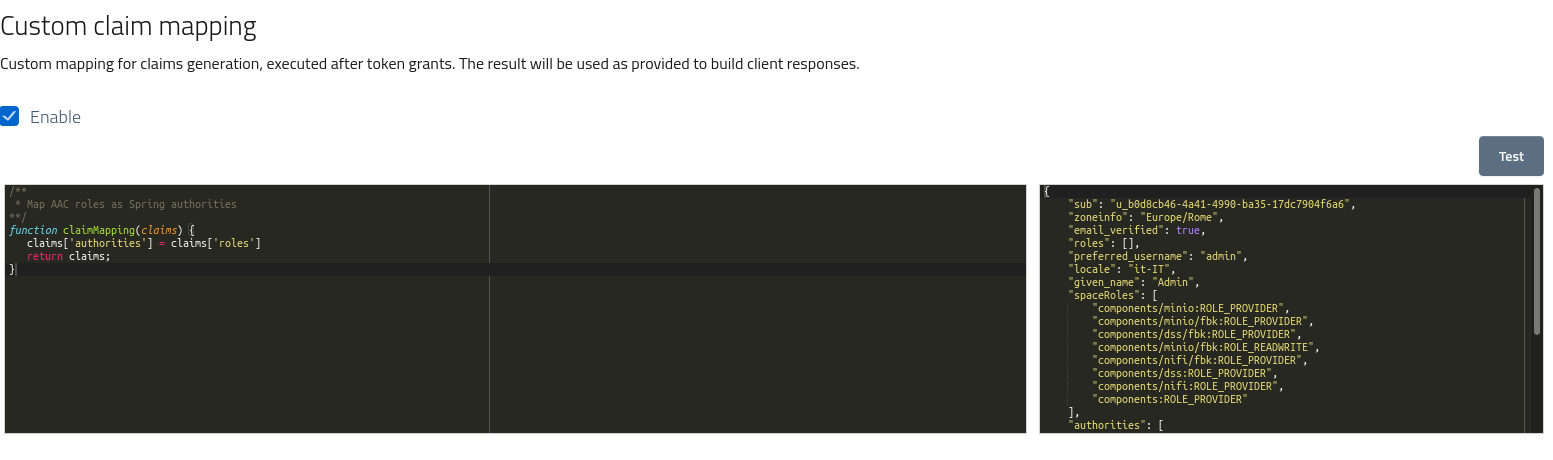 Custom claim mapping
Custom mapping for claims generation, executed after token grants. The result will be used as provided to build client responses.
Enable
Test
/**
 * Map AAC roles as Spring authorities
**/
function claimMapping(claims) {
   claims['authorities'] = claims['roles']
   return claims;
}
{
    "sub": "u_b0d8cb46-4a41-4990-ba35-17dc7904f6a6",
    "zoneinfo": "Europe/Rome",
    "email_verified": true,
    "roles": [],
    "preferred_username": "admin",
    "locale": "it-IT",
    "given_name": "Admin",
    "spaceRoles": [
        "components/minio:ROLE_PROVIDER",
        "components/minio/fbk:ROLE_PROVIDER",
        "components/dss/fbk:ROLE_PROVIDER",
        "components/minio/fbk:ROLE_READWRITE",
        "components/nifi/fbk:ROLE_PROVIDER",
        "components/dss:ROLE_PROVIDER",
        "components/nifi:ROLE_PROVIDER",
        "components:ROLE_PROVIDER"
    ],
    "authorities": [